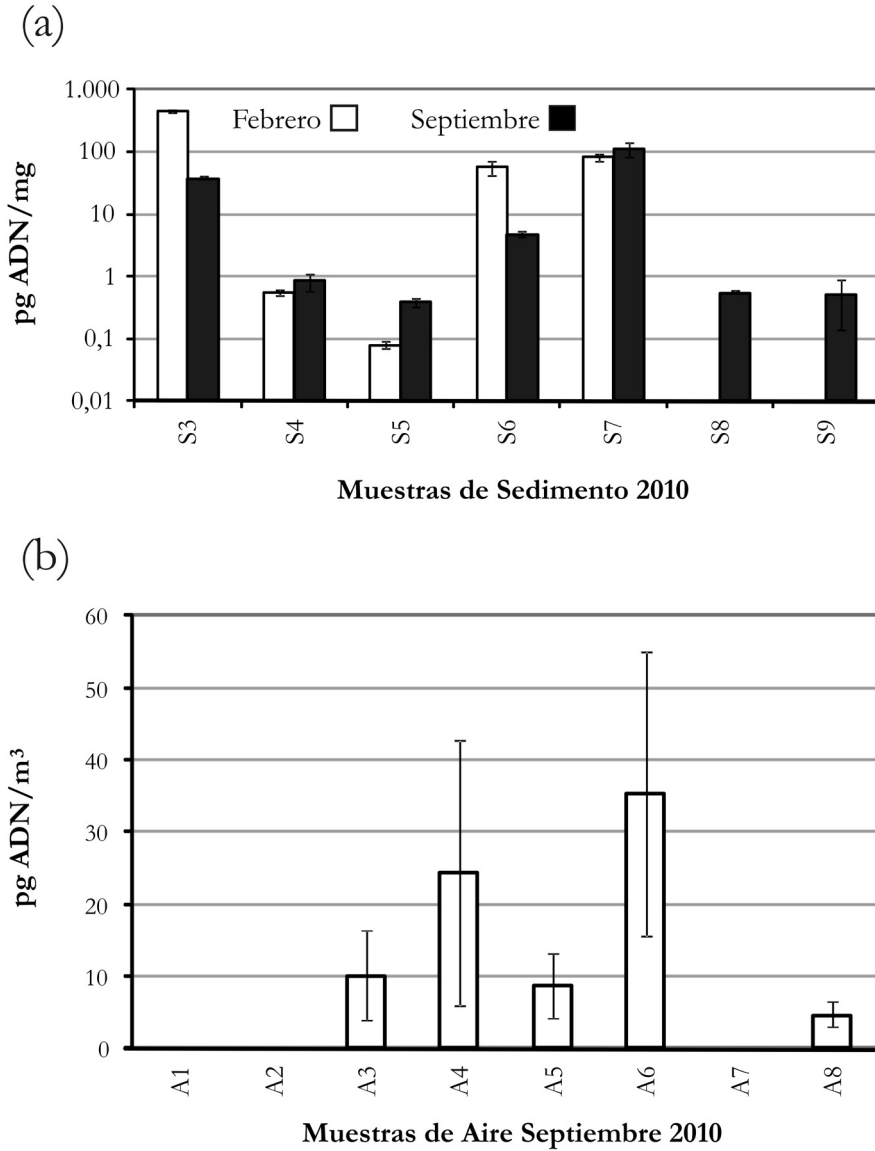 (a)
1.000
100
10
1
0,1
0,01
pg ADN/mg
Febrero
Septiembre
S3
S4
S5
S6
S7
S8
S9
Muestras de Sedimento 2010
(b)
60
50
40
30
20
10
0
pg ADN/m³
A1
A2
A3
A4
A5
A6
A7
A8
Muestras de Aire Septiembre 2010